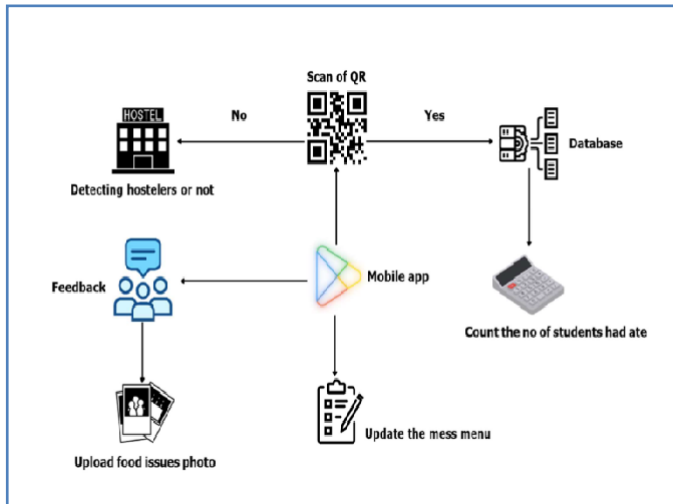 Scan of QR
HOSTEL
No
Yes
Database
Detecting hostelers or not
Feedback
Mobile app
Count the no of students had ate
Upload food issues photo
Update the mess menu